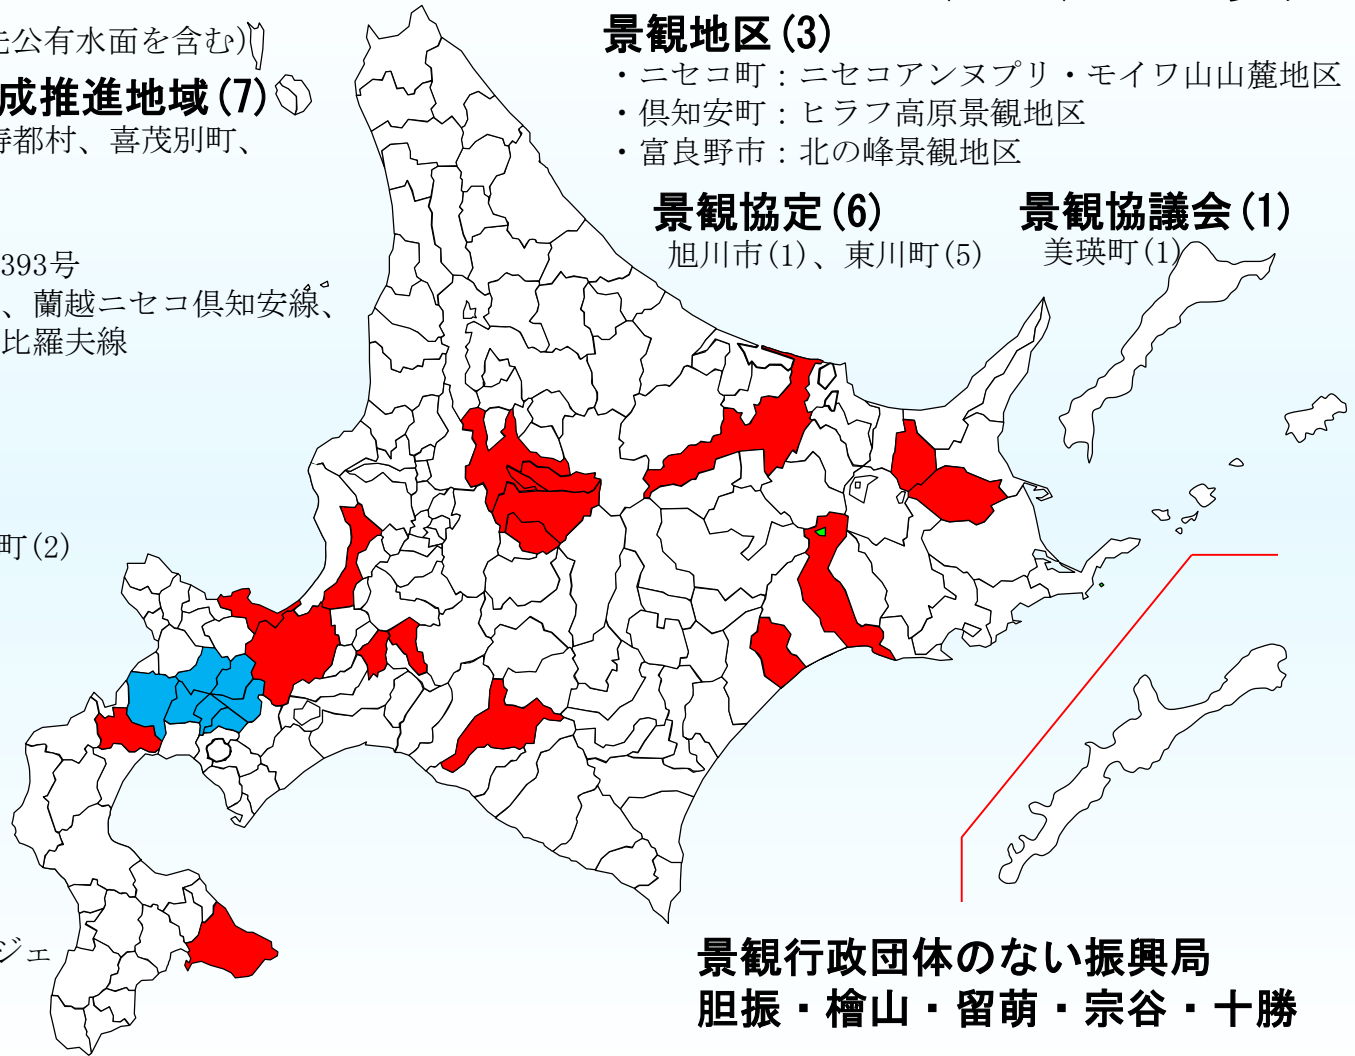 先公有水面を含む)
成推進地域(7)
寿都村、喜茂別町、
393号
、蘭越ニセコ倶知安線、
比羅夫線
町(2)
ジェ
景観地区(3)
・ニセコ町：ニセコアンヌプリ・モイワ山山麓地区
・倶知安町：ヒラフ高原景観地区
・富良野市：北の峰景観地区
景観協定(6)
旭川市(1)、東川町(5)
景観協議会(1)
美瑛町(1)
景観行政団体のない振興局
胆振・檜山・留萌・宗谷・十勝